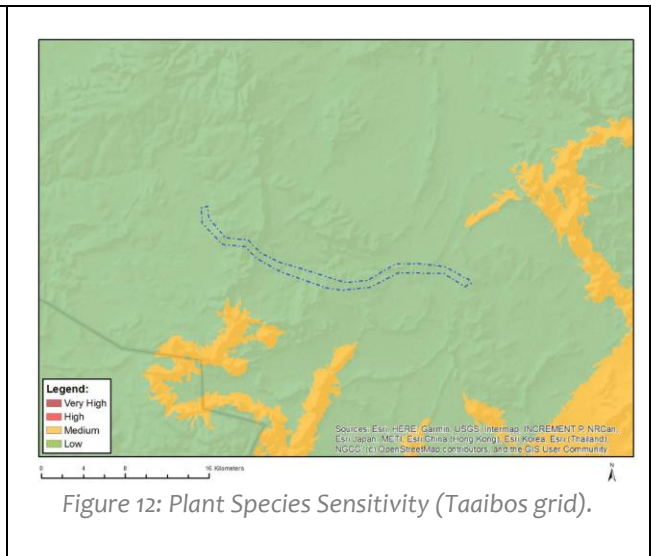 Legend:
Very High
High
Medium
Low
Sources: Esri, HERE, Garmin, USGS, Intermap, INCREMENT P, NRCan,
Esri Japan, METI, Esri China (Hong Kong), Esri Korea, Esri (Thailand),
NGCC, (c) OpenStreetMap contributors, and the GIS User Community
0 4 8 16 Kilometers
N
Figure 12: Plant Species Sensitivity (Taaibos grid).